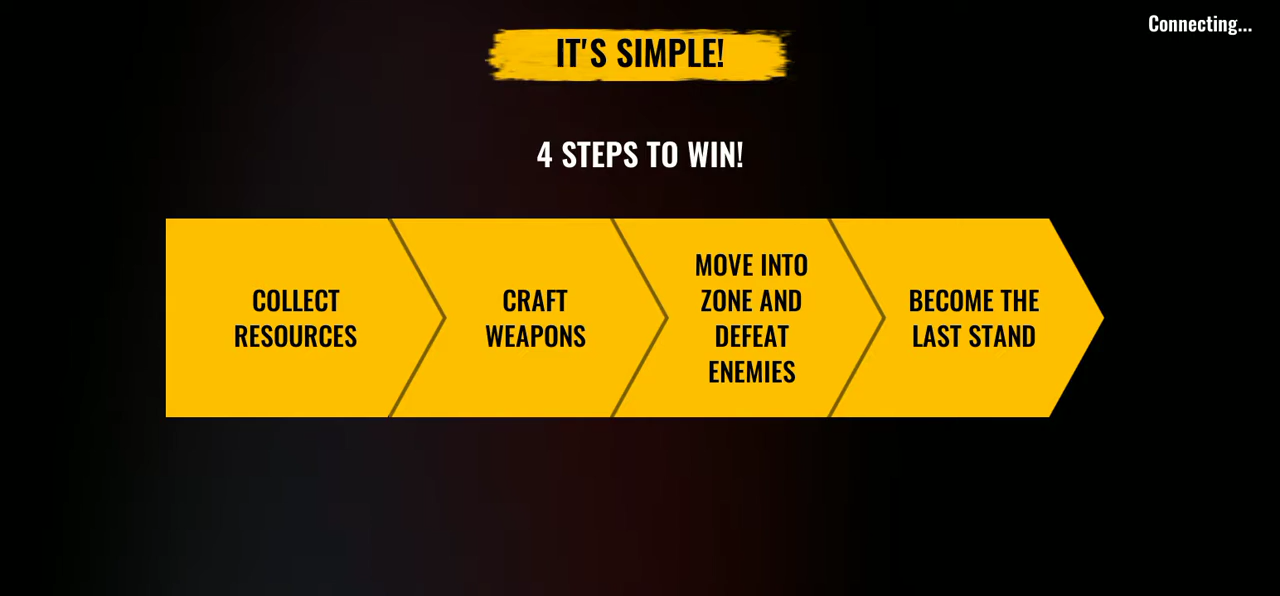 Connecting...
IT'S SIMPLE!
4 STEPS TO WIN!
COLLECT
RESOURCES
CRAFT
WEAPONS
MOVE INTO
ZONE AND
DEFEAT
ENEMIES
BECOME THE
LAST STAND